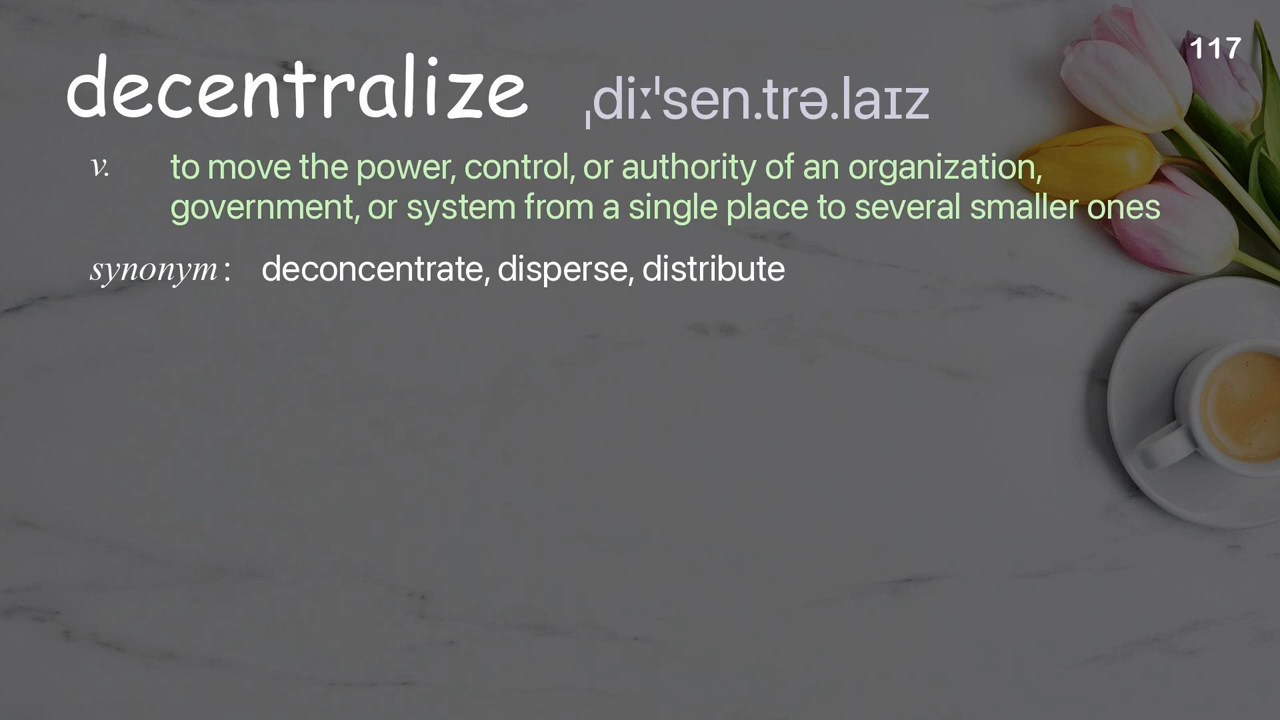 117
decentralize ˌdiːˈsen.trə.laɪz
v. to move the power, control, or authority of an organization,
government, or system from a single place to several smaller ones
synonym : deconcentrate, disperse, distribute